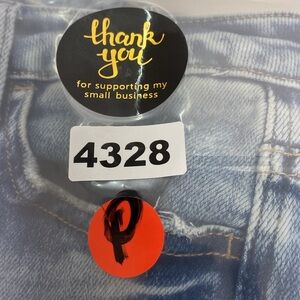 thank
you
for supporting my
small business
4328
P